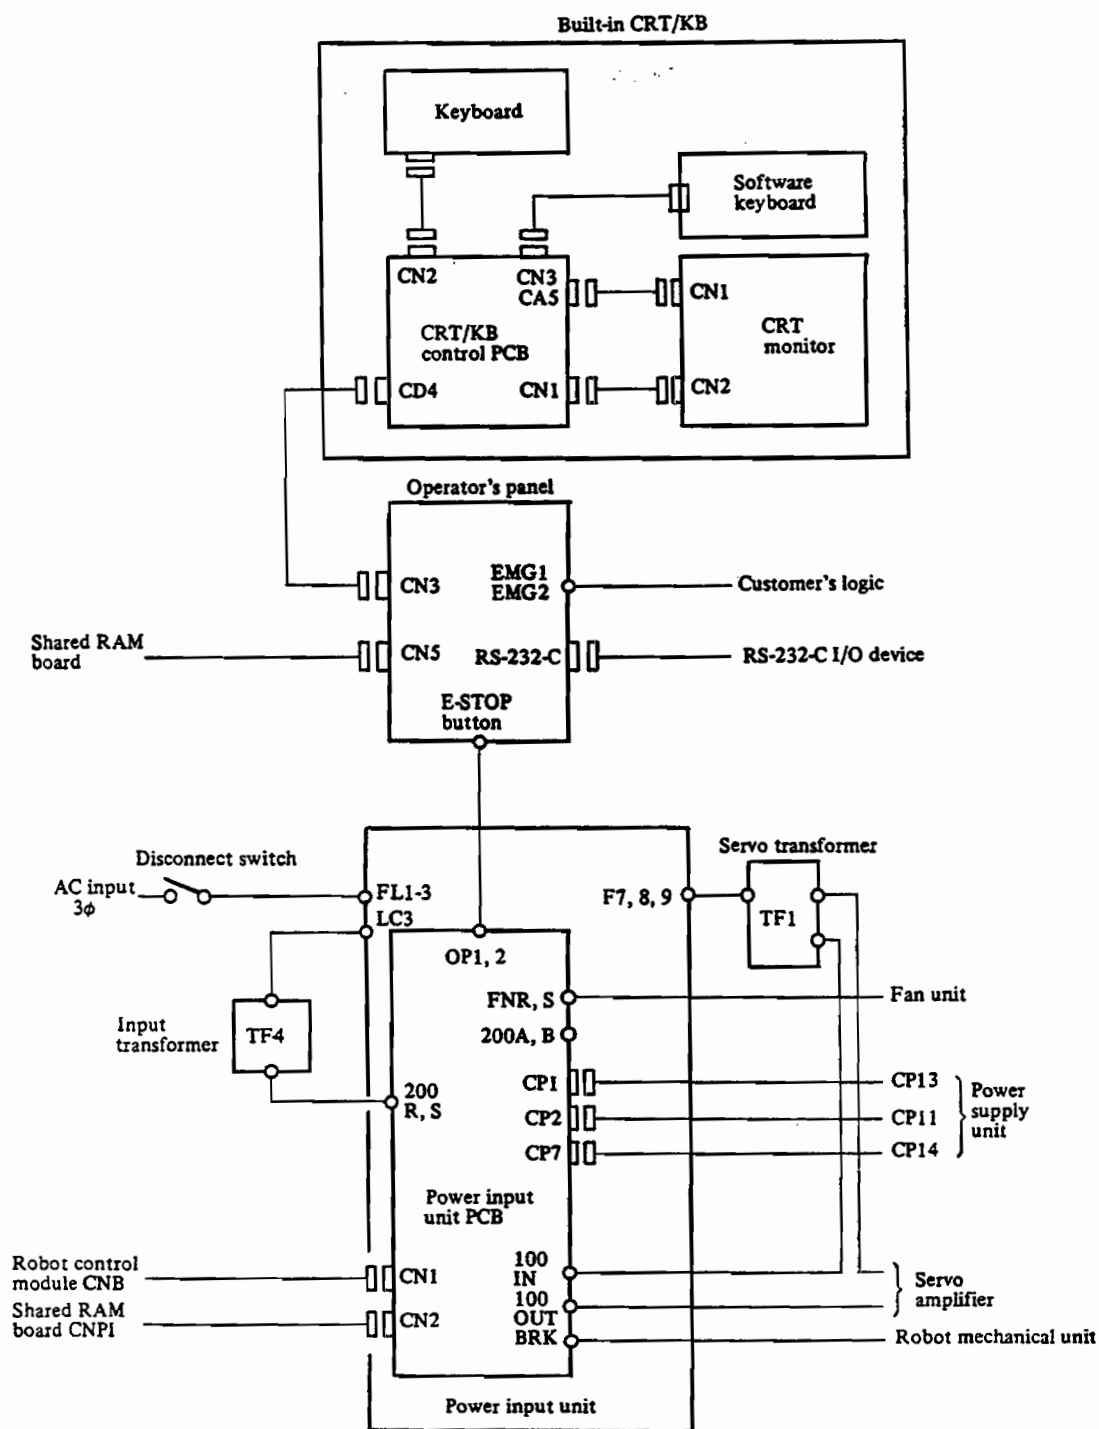 Built-in CRT/KB
Keyboard
Software
keyboard
CN2
CN3
CA5
CN1
CRT/KB
control PCB
CRT
monitor
CD4
CN1
CN2
Operator's panel
CN3
EMG1
EMG2
Customer's logic
Shared RAM
board
CN5
RS-232-C
RS-232-C I/O device
E-STOP
button
Disconnect switch
Servo transformer
AC input
3ϕ
FL1-3
F7, 8, 9
TF1
LC3
OP1, 2
FNR, S
Fan unit
Input
transformer
TF4
200A, B
200
R, S
CP1
CP13
CP2
CP11
CP7
CP14
Power
supply
unit
Power input
unit PCB
Robot control
module CNB
CN1
100
IN
Shared RAM
board CNPI
CN2
100
OUT
Servo
amplifier
BRK
Robot mechanical unit
Power input unit